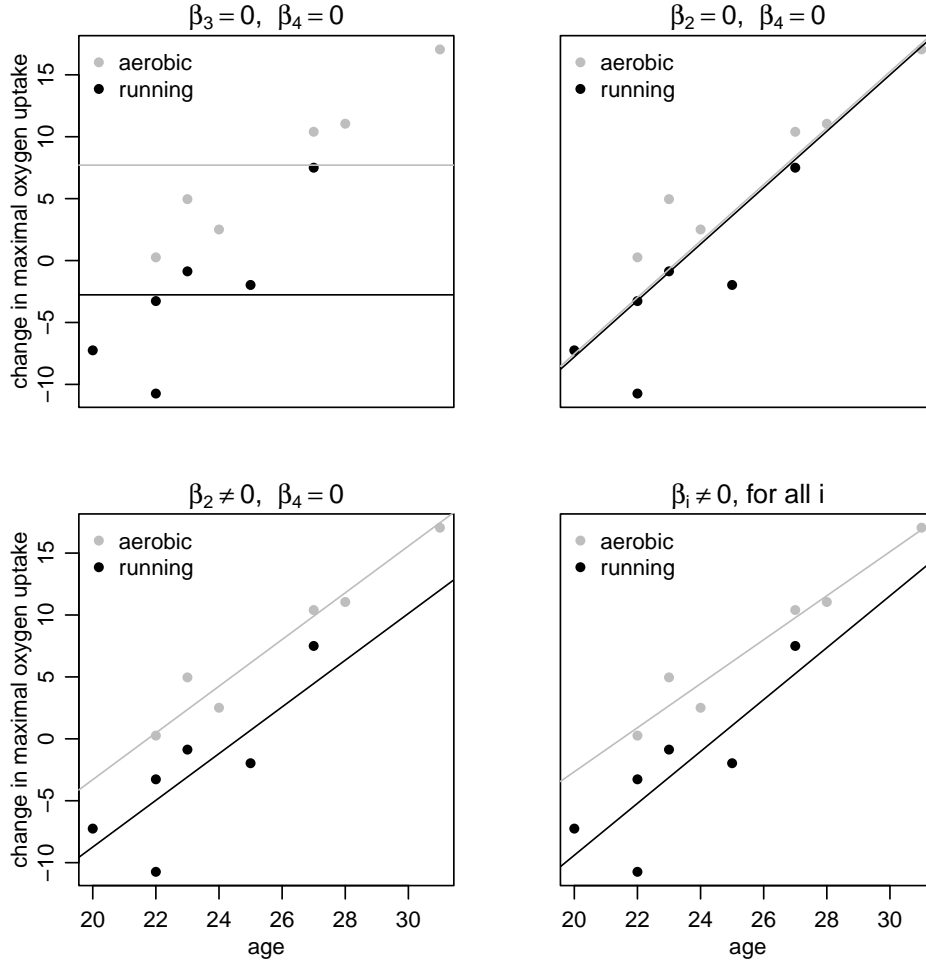 β₃ = 0, β₄ = 0
aerobic
running
change in maximal oxygen uptake
−10 −5 0 5 10 15
β₂ = 0, β₄ = 0
aerobic
running
β₂ ≠ 0, β₄ = 0
aerobic
running
change in maximal oxygen uptake
−10 −5 0 5 10 15
20 22 24 26 28 30
age
βᵢ ≠ 0, for all i
aerobic
running
20 22 24 26 28 30
age